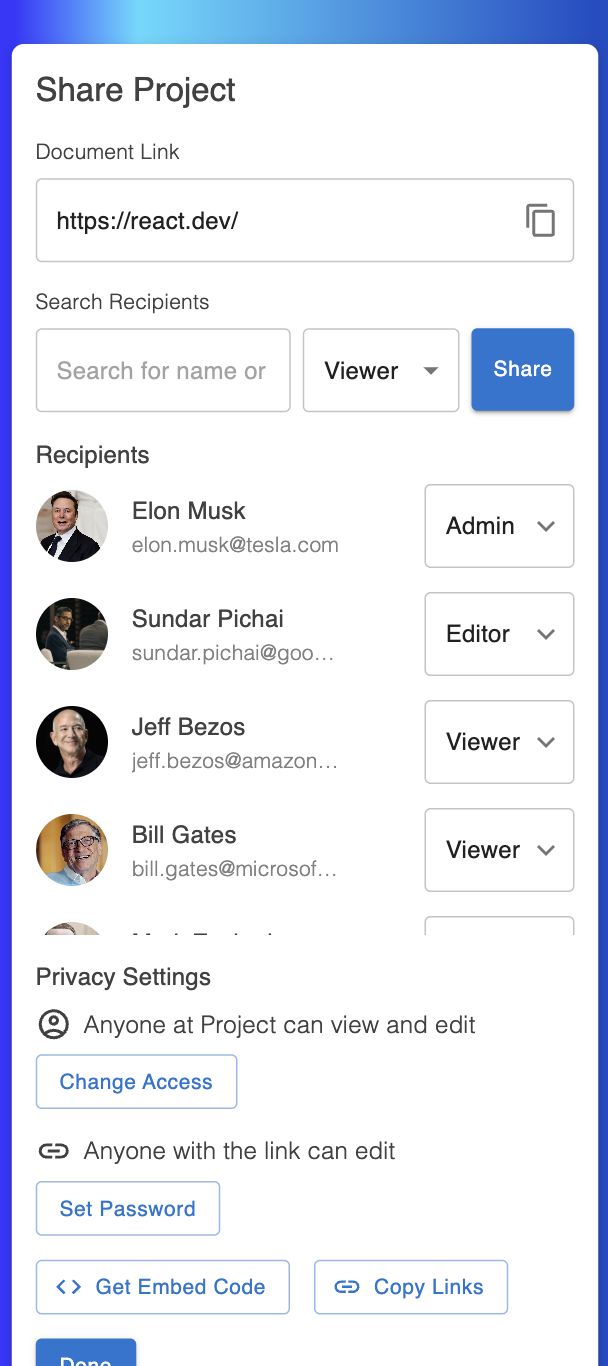 Share Project
Document Link
https://react.dev/
Search Recipients
Search for name or
Viewer
Share
Recipients
Elon Musk
Admin
elon.musk@tesla.com
Sundar Pichai
Editor
sundar.pichai@goo…
Jeff Bezos
Viewer
jeff.bezos@amazon…
Bill Gates
Viewer
bill.gates@microsof…
Privacy Settings
Anyone at Project can view and edit
Change Access
Anyone with the link can edit
Set Password
<> Get Embed Code
Copy Links
Done